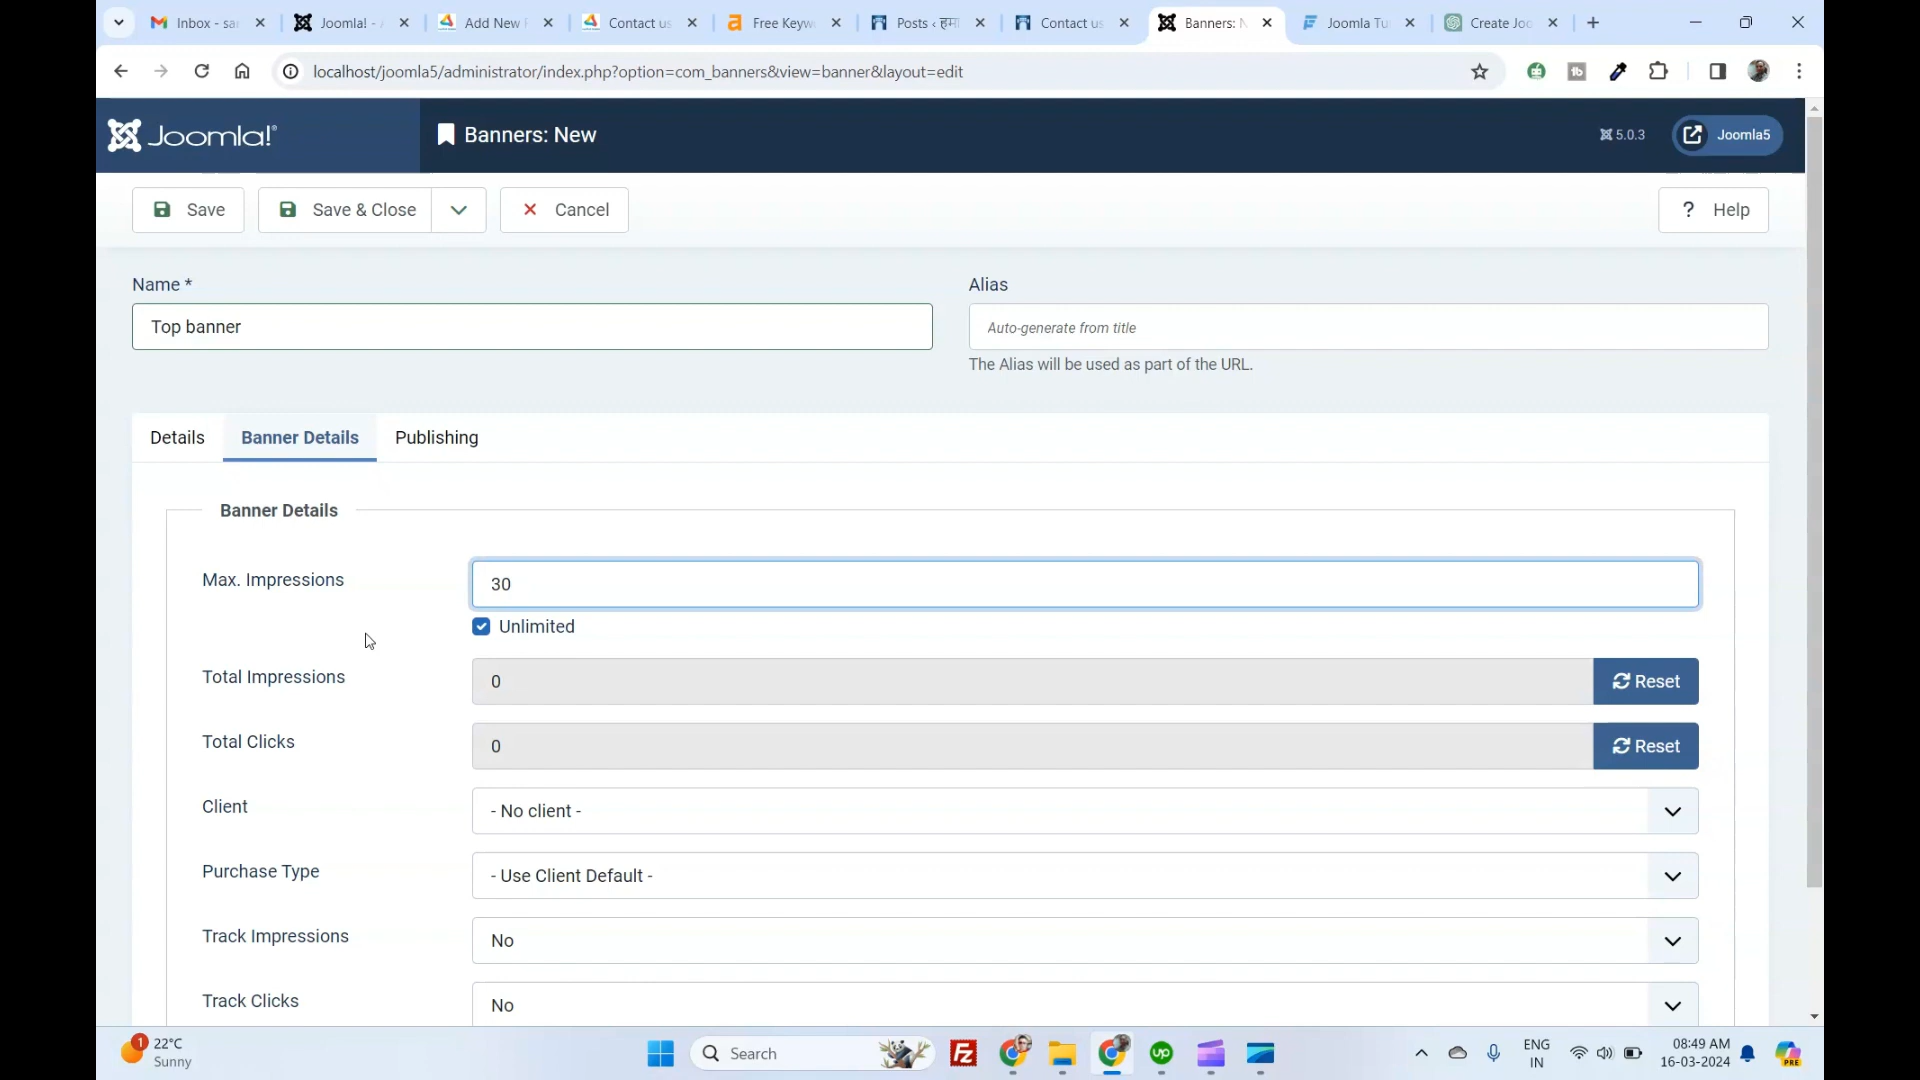 Inbox - sa
Joomla! -
Add New
Contact us
Free Keyw
Posts ‹ हमा
Contact us
Banners: N
Joomla Tu
Create Joo
localhost/joomla5/administrator/index.php?option=com_banners&view=banner&layout=edit
Joomla!®
Banners: New
5.0.3
Joomla5
Save
Save & Close
Cancel
? Help
Name *
Alias
Top banner
Auto-generate from title
The Alias will be used as part of the URL.
Details
Banner Details
Publishing
Banner Details
Max. Impressions
30
Unlimited
Total Impressions
0
Reset
Total Clicks
0
Reset
Client
- No client -
Purchase Type
- Use Client Default -
Track Impressions
No
Track Clicks
No
1
22°C
Sunny
Search
FZ
up
ENG
IN
08:49 AM
16-03-2024
PRE